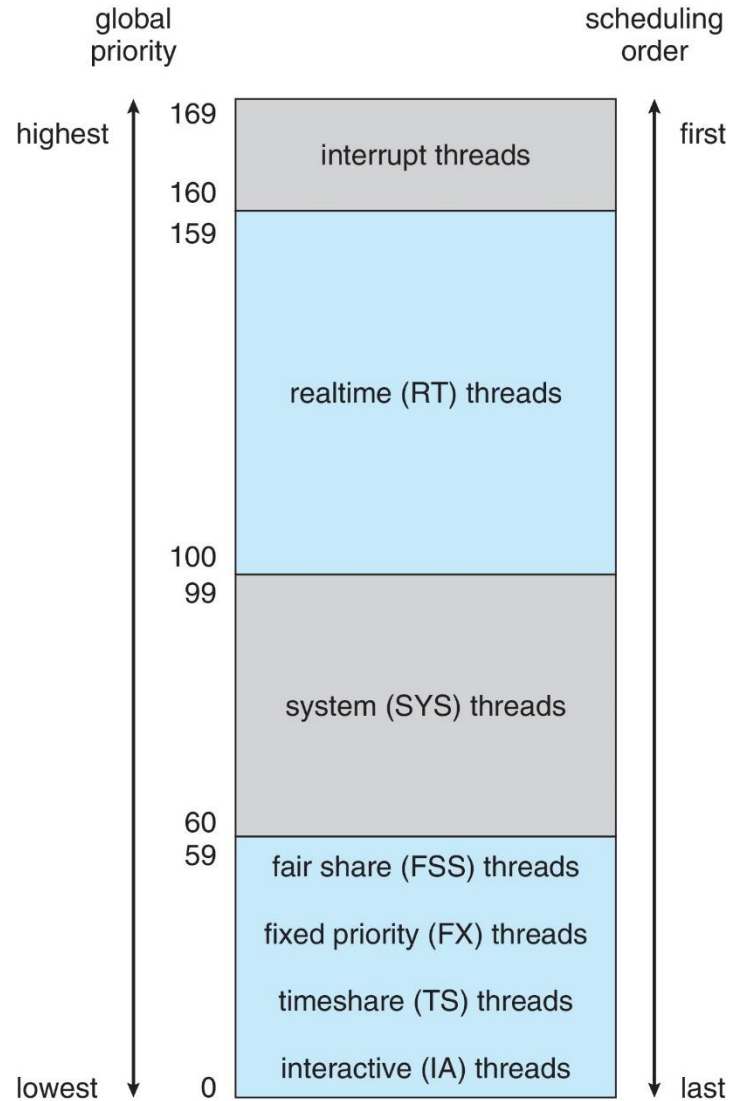 global
priority
scheduling
order
169
highest
interrupt threads
first
160
159
realtime (RT) threads
100
99
system (SYS) threads
60
59
fair share (FSS) threads
fixed priority (FX) threads
timeshare (TS) threads
interactive (IA) threads
lowest
0
last